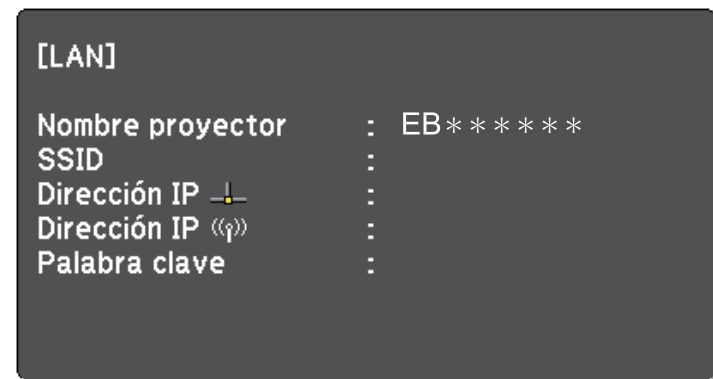 [LAN]
Nombre proyector : EB******
SSID :
Dirección IP :
Dirección IP :
Palabra clave :